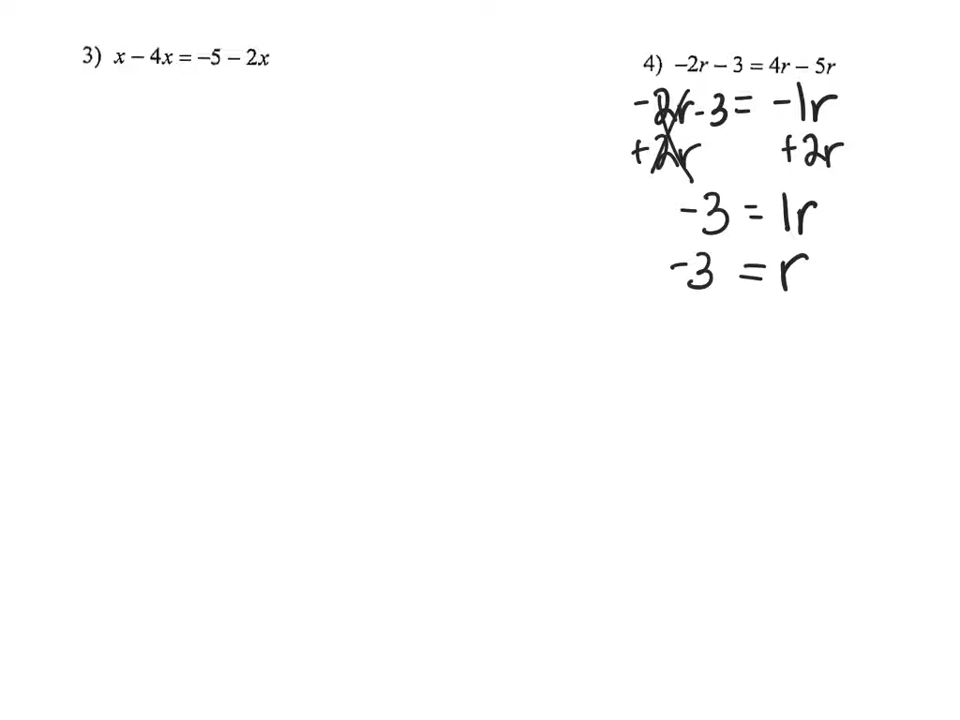 3) x – 4x = –5 – 2x
4) –2r – 3 = 4r – 5r
-2r - 3 = -1r
+2r +2r
-3 = 1r
-3 = r